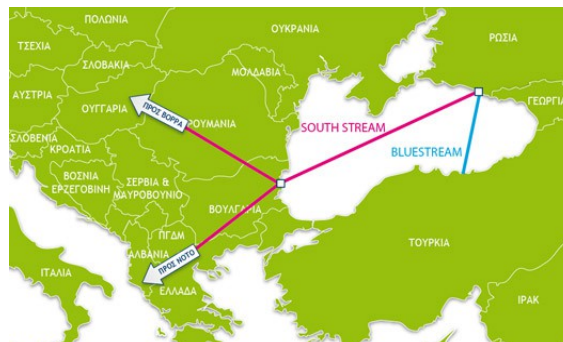 ΠΟΛΩΝΙΑ
ΟΥΚΡΑΝΙΑ
ΡΩΣΙΑ
ΤΣΕΧΙΑ
ΣΛΟΒΑΚΙΑ
ΜΟΛΔΑΒΙΑ
ΑΥΣΤΡΙΑ
ΟΥΓΓΑΡΙΑ
ΠΡΟΣ ΒΟΡΡΑ
ΓΕΩΡΓΙΑ
ΡΟΥΜΑΝΙΑ
SOUTH STREAM
ΣΛΟΒΕΝΙΑ
ΚΡΟΑΤΙΑ
BLUESTREAM
ΒΟΣΝΙΑ
ΕΡΖΕΓΟΒΙΝΗ
ΣΕΡΒΙΑ &
ΜΑΥΡΟΒΟΥΝΙΟ
ΒΟΥΛΓΑΡΙΑ
ΠΓΔΜ
ΤΟΥΡΚΙΑ
ΑΛΒΑΝΙΑ
ΠΡΟΣ ΝΟΤΟ
ΙΤΑΛΙΑ
ΕΛΛΑΔΑ
ΙΡΑΚ